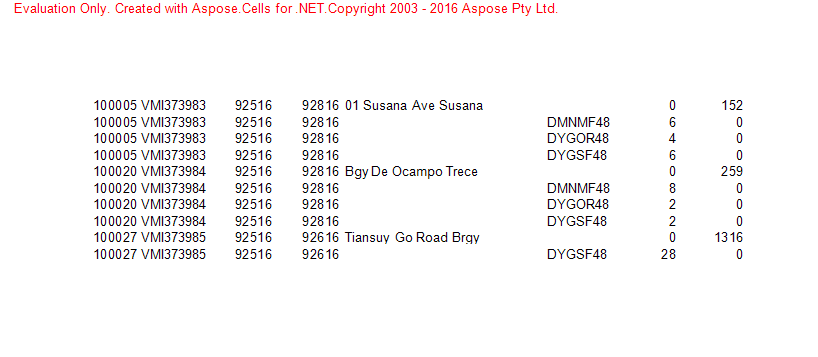 Evaluation Only. Created with Aspose.Cells for .NET.Copyright 2003 - 2016 Aspose Pty Ltd.
100005 VMI373983 92516 92816 01 Susana Ave Susana 0 152
100005 VMI373983 92516 92816 DMNMF48 6 0
100005 VMI373983 92516 92816 DYGOR48 4 0
100005 VMI373983 92516 92816 DYGSF48 6 0
100020 VMI373984 92516 92816 Bgy De Ocampo Trece 0 259
100020 VMI373984 92516 92816 DMNMF48 8 0
100020 VMI373984 92516 92816 DYGOR48 2 0
100020 VMI373984 92516 92816 DYGSF48 2 0
100027 VMI373985 92516 92616 Tiansuy Go Road Brgy 0 1316
100027 VMI373985 92516 92616 DYGSF48 28 0